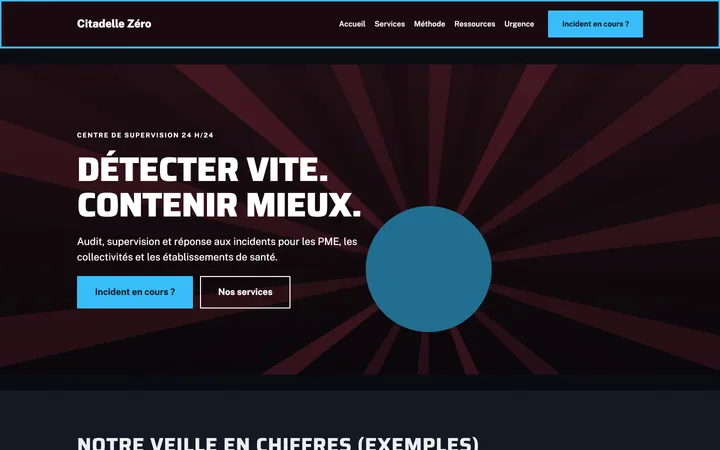 Citadelle Zéro
Accueil Services Méthode Ressources Urgence Incident en cours ?
CENTRE DE SUPERVISION 24 H/24
DÉTECTER VITE.
CONTENIR MIEUX.
Audit, supervision et réponse aux incidents pour les PME, les
collectivités et les établissements de santé.
Incident en cours ? Nos services
NOTRE VEILLE EN CHIFFRES (EXEMPLES)